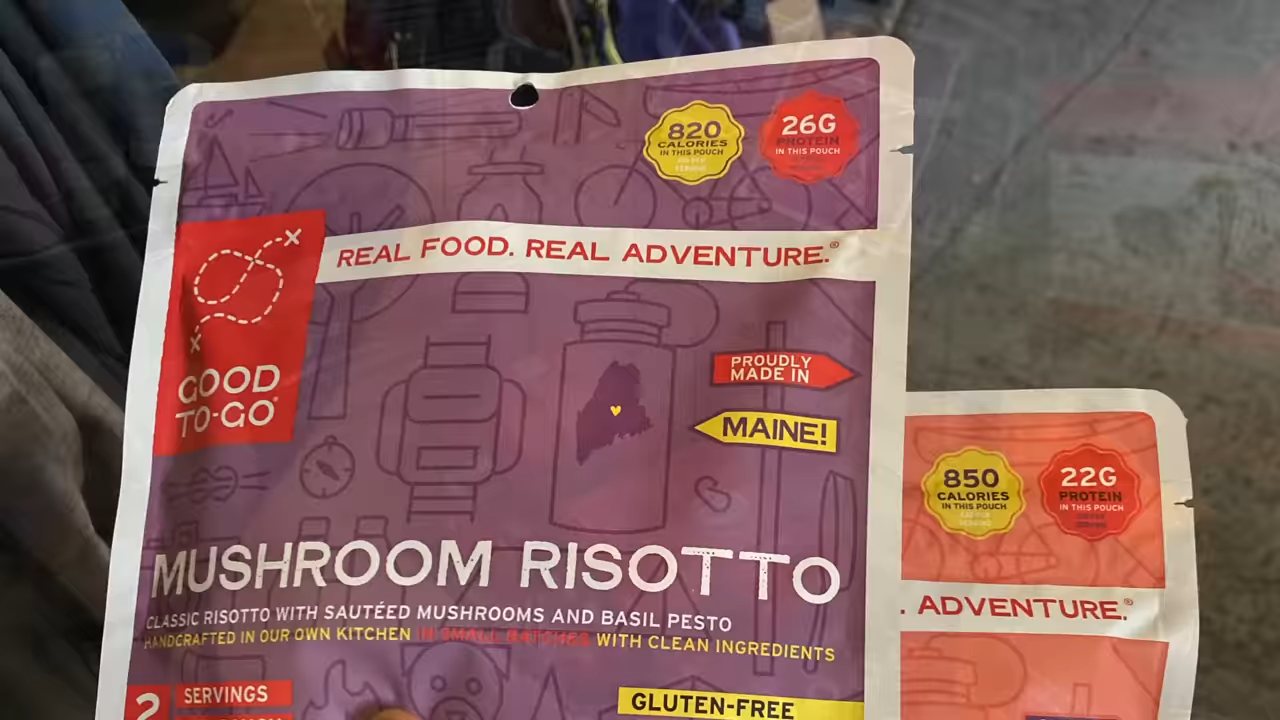 820
CALORIES
IN THIS POUCH
26G
PROTEIN
IN THIS POUCH
REAL FOOD. REAL ADVENTURE.®
GOOD
TO-GO
PROUDLY
MADE IN
MAINE!
MUSHROOM RISOTTO
CLASSIC RISOTTO WITH SAUTÉED MUSHROOMS AND BASIL PESTO
HANDCRAFTED IN OUR OWN KITCHEN IN SMALL BATCHES WITH CLEAN INGREDIENTS
2 SERVINGS
GLUTEN-FREE
850
CALORIES
IN THIS POUCH
22G
PROTEIN
IN THIS POUCH
. ADVENTURE.®